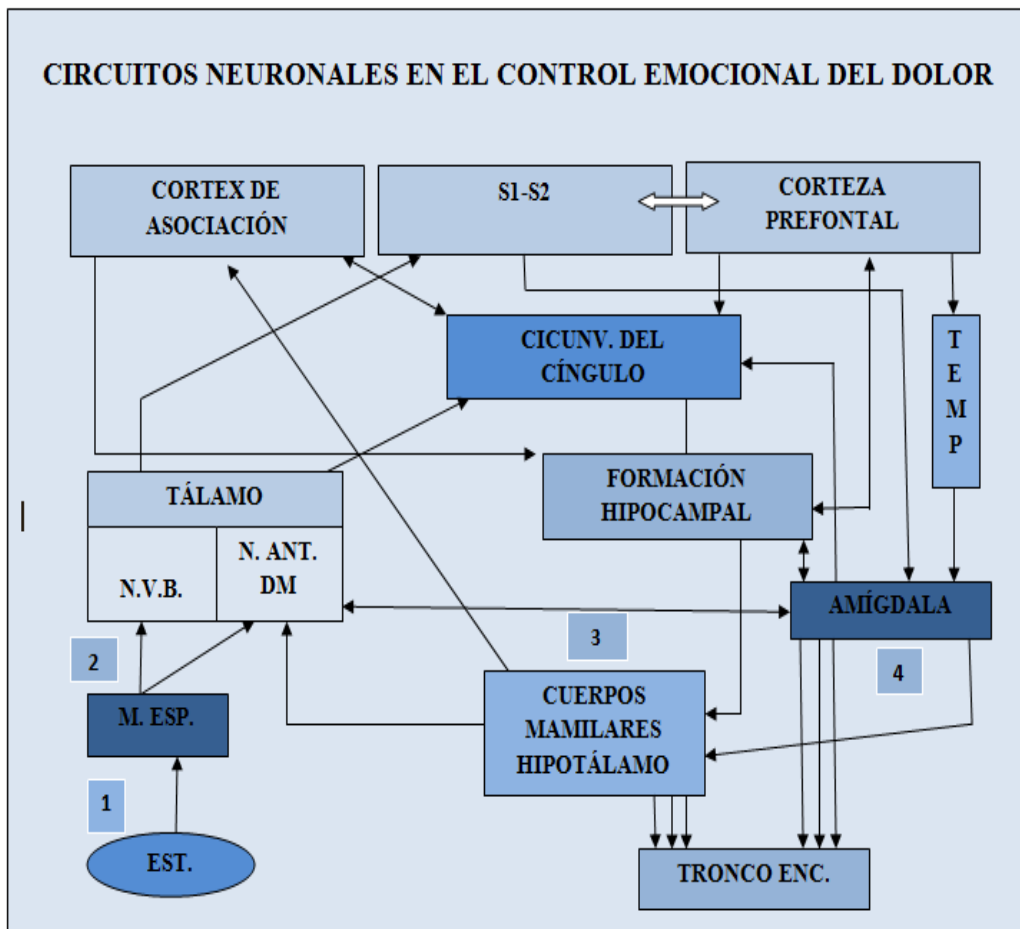 CIRCUITOS NEURONALES EN EL CONTROL EMOCIONAL DEL DOLOR
CORTEX DE
ASOCIACIÓN
S1-S2
CORTEZA
PREFONTAL
CICUNV. DEL
CÍNGULO
T
E
M
P
FORMACIÓN
HIPOCAMPAL
TÁLAMO
N.V.B.
N. ANT.
DM
AMÍGDALA
3
4
2
M. ESP.
CUERPOS
MAMILARES
HIPOTÁLAMO
1
EST.
TRONCO ENC.